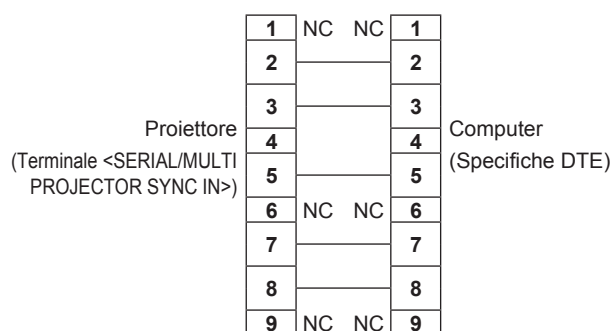 1 NC NC 1
2 2
3 3
Proiettore
(Terminale <SERIAL/MULTI
PROJECTOR SYNC IN>)
4 4
Computer
(Specifiche DTE)
5 5
6 NC NC 6
7 7
8 8
9 NC NC 9